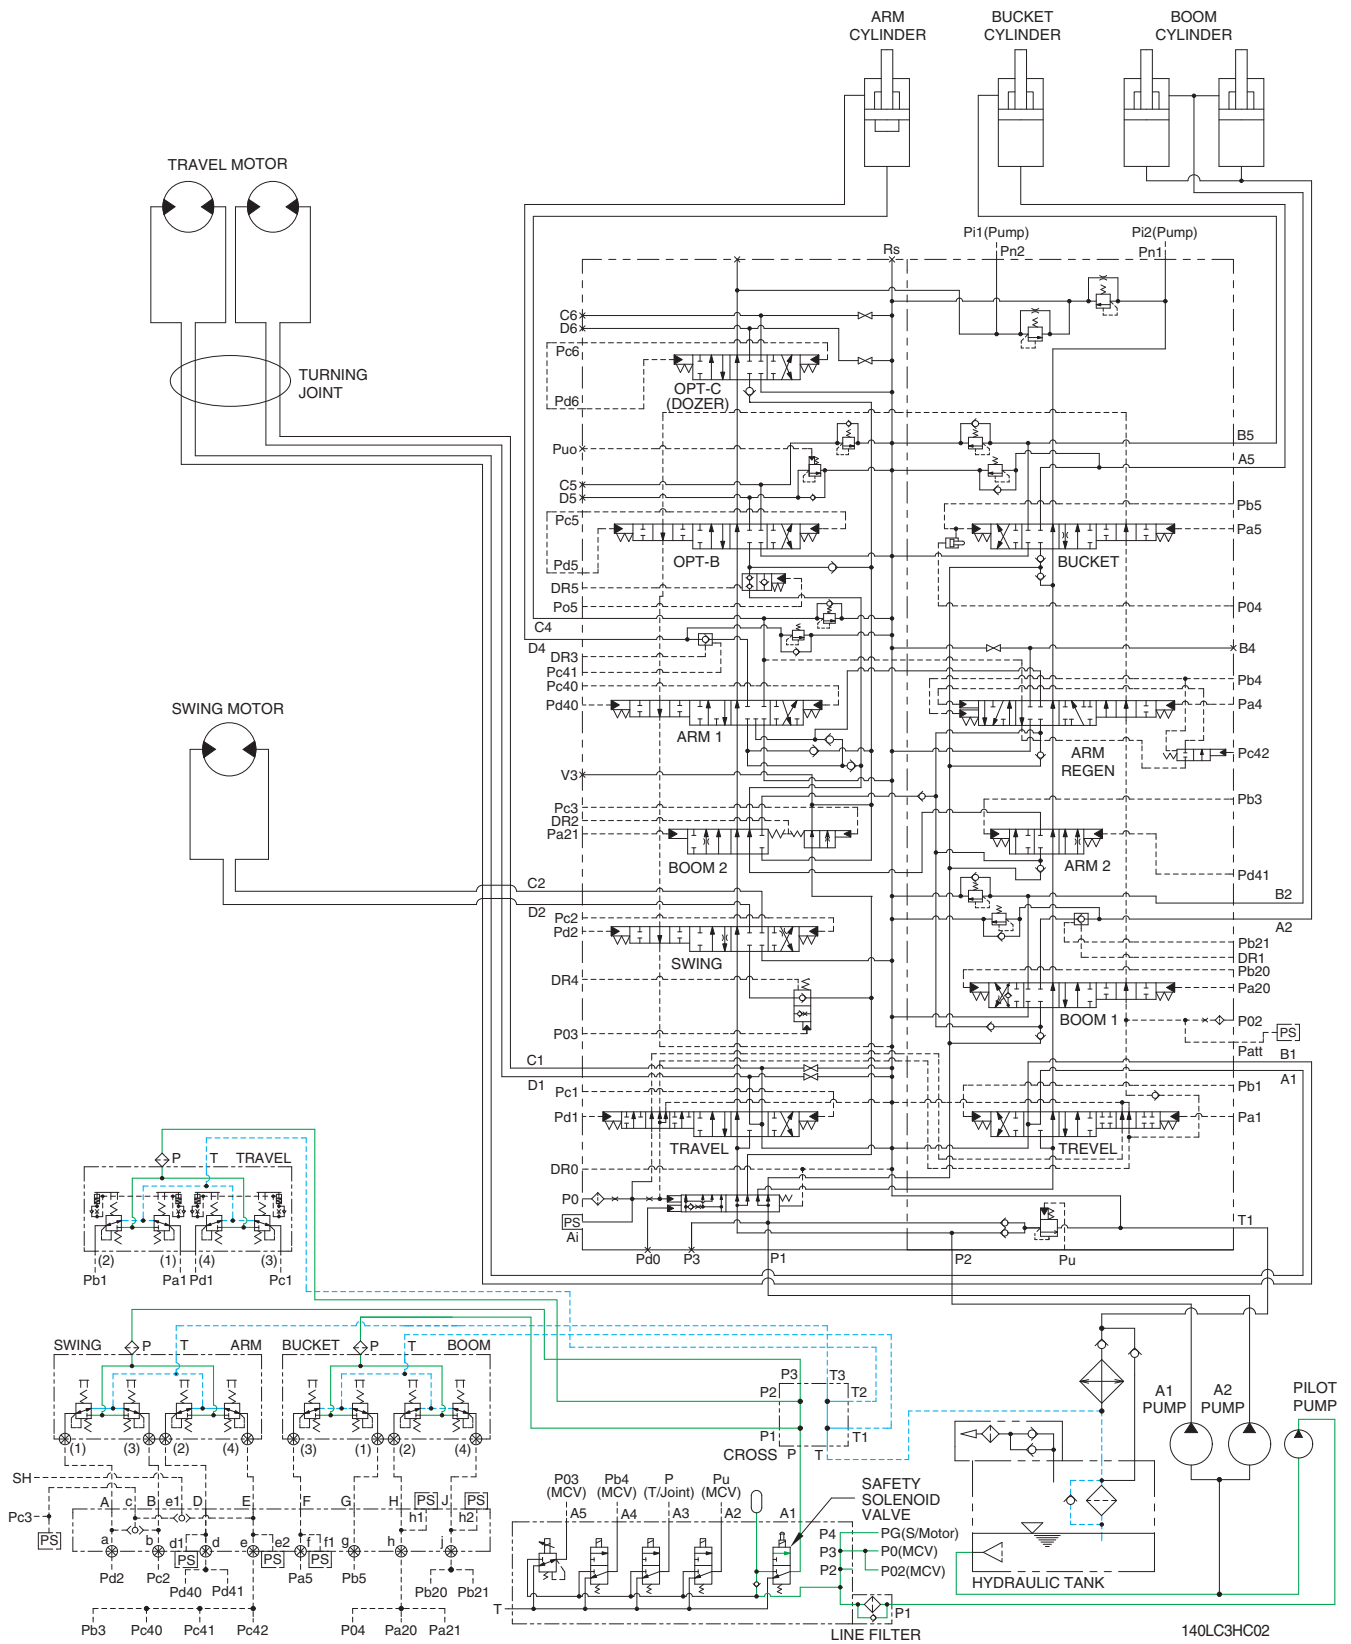 ARM
CYLINDER
BUCKET
CYLINDER
BOOM
CYLINDER
TRAVEL MOTOR
TURNING
JOINT
SWING MOTOR
Rs
Pi1(Pump)
Pn2
Pi2(Pump)
Pn1
C6
D6
Pc6
Pd6
OPT-C
(DOZER)
Puo
C5
D5
Pc5
Pd5
OPT-B
DR5
Po5
C4
D4
DR3
Pc41
Pc40
Pd40
ARM 1
V3
Pc3
DR2
Pa21
BOOM 2
C2
D2
Pc2
Pd2
SWING
DR4
P03
C1
D1
Pc1
Pd1
TRAVEL
DR0
P0
PS
Ai
Pd0
P3
P1
P2
Pu
B5
A5
Pb5
Pa5
BUCKET
P04
B4
Pb4
Pa4
ARM
REGEN
Pc42
Pb3
ARM 2
Pd41
B2
A2
Pb21
DR1
Pb20
Pa20
BOOM 1
P02
PS
Patt
B1
A1
Pb1
Pa1
TREVEL
T1
P T TRAVEL
(2) (1) (4) (3)
Pb1 Pa1 Pd1 Pc1
SWING P T ARM
(1) (3) (2) (4)
BUCKET P T BOOM
(3) (1) (2) (4)
SH
Pc3
PS
A c B e1 D E F G H J
PS PS
h1 h2
a b d1 d e e2 f f1 g h j
PS PS PS
Pd2 Pc2 Pd40 Pd41 Pa5 Pb5 Pb20 Pb21
Pb3 Pc40 Pc41 Pc42 P04 Pa20 Pa21
P3 T3
P2 T2
P1 T1
CROSS P T
P03
(MCV)
Pb4
(MCV)
P
(T/Joint)
Pu
(MCV)
A5 A4 A3 A2 A1
SAFETY
SOLENOID
VALVE
P4 PG(S/Motor)
P3 P0(MCV)
P2 P02(MCV)
T
P1
LINE FILTER
HYDRAULIC TANK
A1
PUMP
A2
PUMP
PILOT
PUMP
140LC3HC02